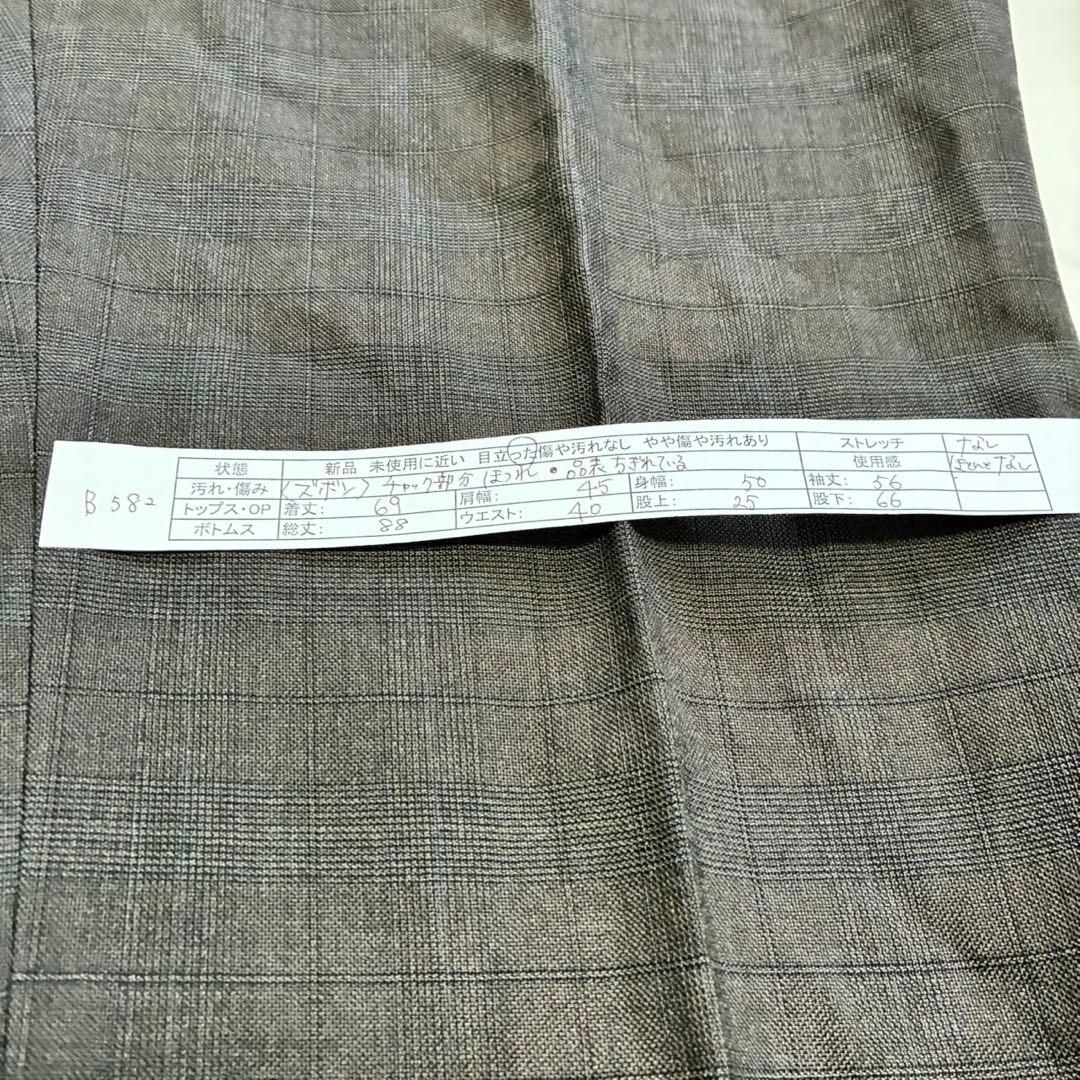 B582
状態 新品 未使用に近い 目立った傷や汚れなし やや傷や汚れあり ストレッチ なし
汚れ・傷み 〈ズボン〉チャック部分 ほつれ・品表ちぎれている 使用感 ほとんどなし
トップス・OP 着丈: 69 肩幅: 45 身幅: 50 袖丈: 56
ボトムス 総丈: 88 ウエスト: 40 股上: 25 股下: 66